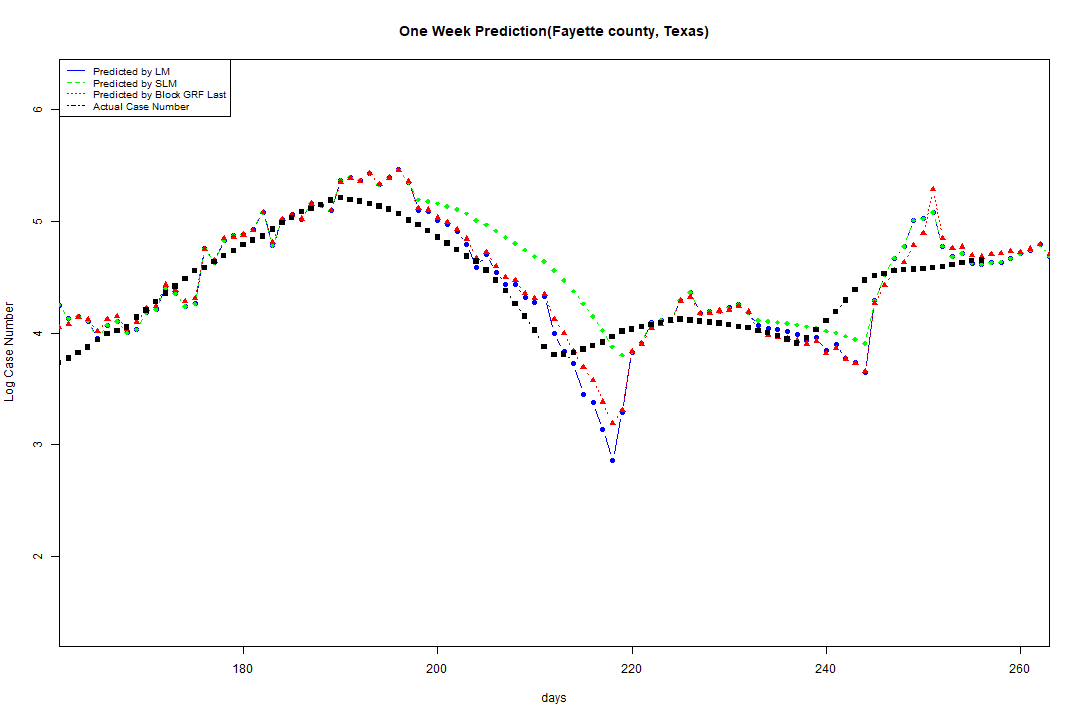 One Week Prediction(Fayette county, Texas)
Predicted by LM
Predicted by SLM
Predicted by Block GRF Last
Actual Case Number
6
5
4
3
2
Log Case Number
180 200 220 240 260
days